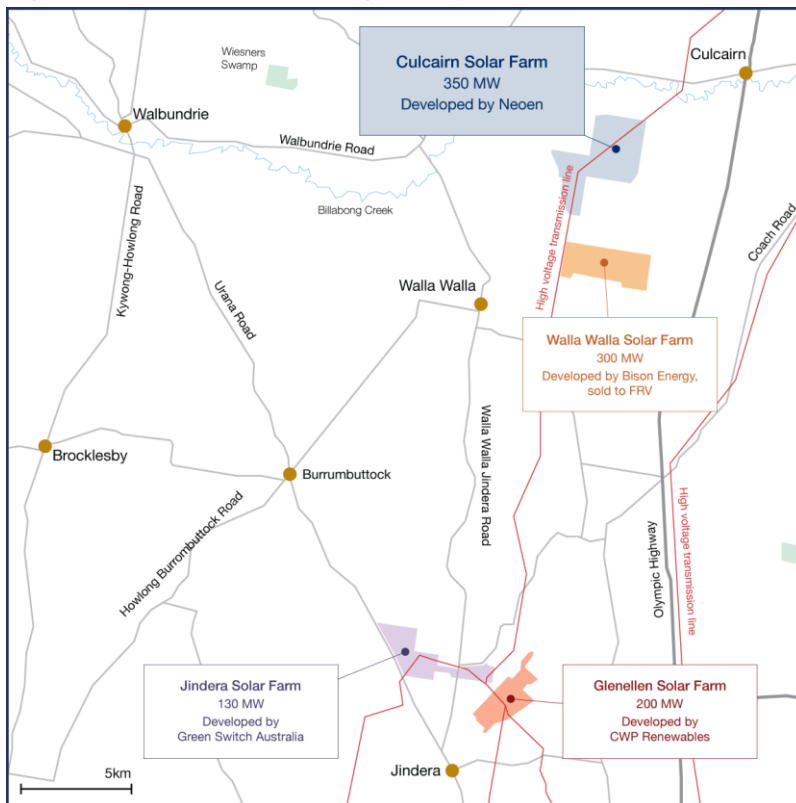 Wiesners
Swamp
Culcairn Solar Farm
350 MW
Developed by Neoen
Culcairn
Walbundrie
Walbundrie Road
Billabong Creek
Kywong-Howlong Road
Urana Road
High voltage transmission line
Coach Road
Walla Walla
Walla Walla Solar Farm
300 MW
Developed by Bison Energy,
sold to FRV
Walla Walla Jindera Road
Brocklesby
Burrumbuttock
Howlong Burrombuttock Road
Olympic Highway
High voltage transmission line
Jindera Solar Farm
130 MW
Developed by
Green Switch Australia
Glenellen Solar Farm
200 MW
Developed by
CWP Renewables
Jindera
5km